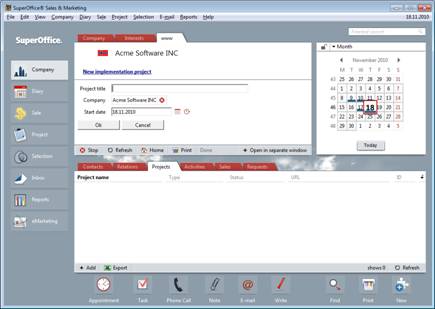 SuperOffice® Sales & Marketing
File Edit View Company Diary Sale Project Selection E-mail Reports Help
18.11.2010
SuperOffice.
Company
Diary
Sale
Project
Selection
Inbox
Reports
eMarketing
Company Interests www
Acme Software INC
New implementation project
Project title
Company Acme Software INC
Start date 18.11.2010
Ok Cancel
Stop Refresh Home Print Done Open in separate window
Month
November 2010
M T W T F S S
43 25 26 27 28 29 30 31
44 1 2 3 4 5 6 7
45 8 9 10 11 12 13 14
46 15 16 17 18 19 20 21
47 22 23 24 25 26 27 28
48 29 30 1 2 3 4 5
Today
Contacts Relations Projects Activities Sales Requests
Project name Type Status URL
Add Export shows 0 Refresh
Appointment Task Phone Call Note E-mail Write Find Print New